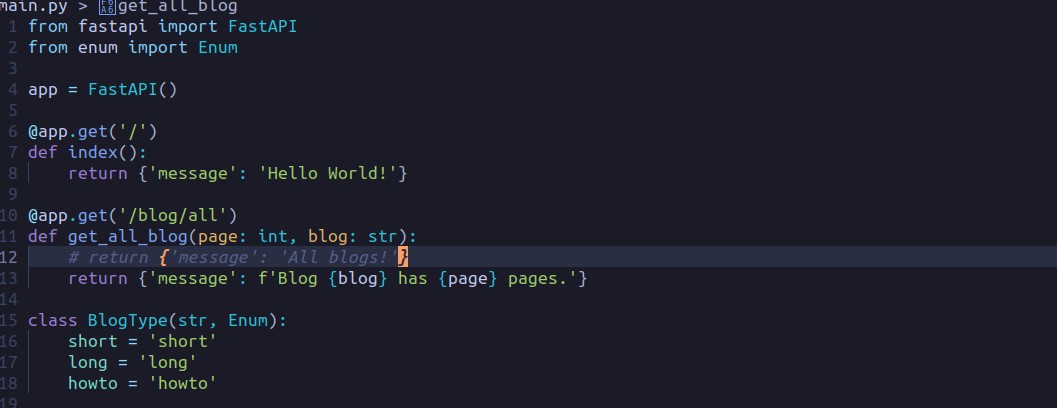 main.py > get_all_blog
1 from fastapi import FastAPI
2 from enum import Enum
3
4 app = FastAPI()
5
6 @app.get('/')
7 def index():
8     return {'message': 'Hello World!'}
9
10 @app.get('/blog/all')
11 def get_all_blog(page: int, blog: str):
12     # return {'message': 'All blogs!'}
13     return {'message': f'Blog {blog} has {page} pages.'}
14
15 class BlogType(str, Enum):
16     short = 'short'
17     long = 'long'
18     howto = 'howto'
19